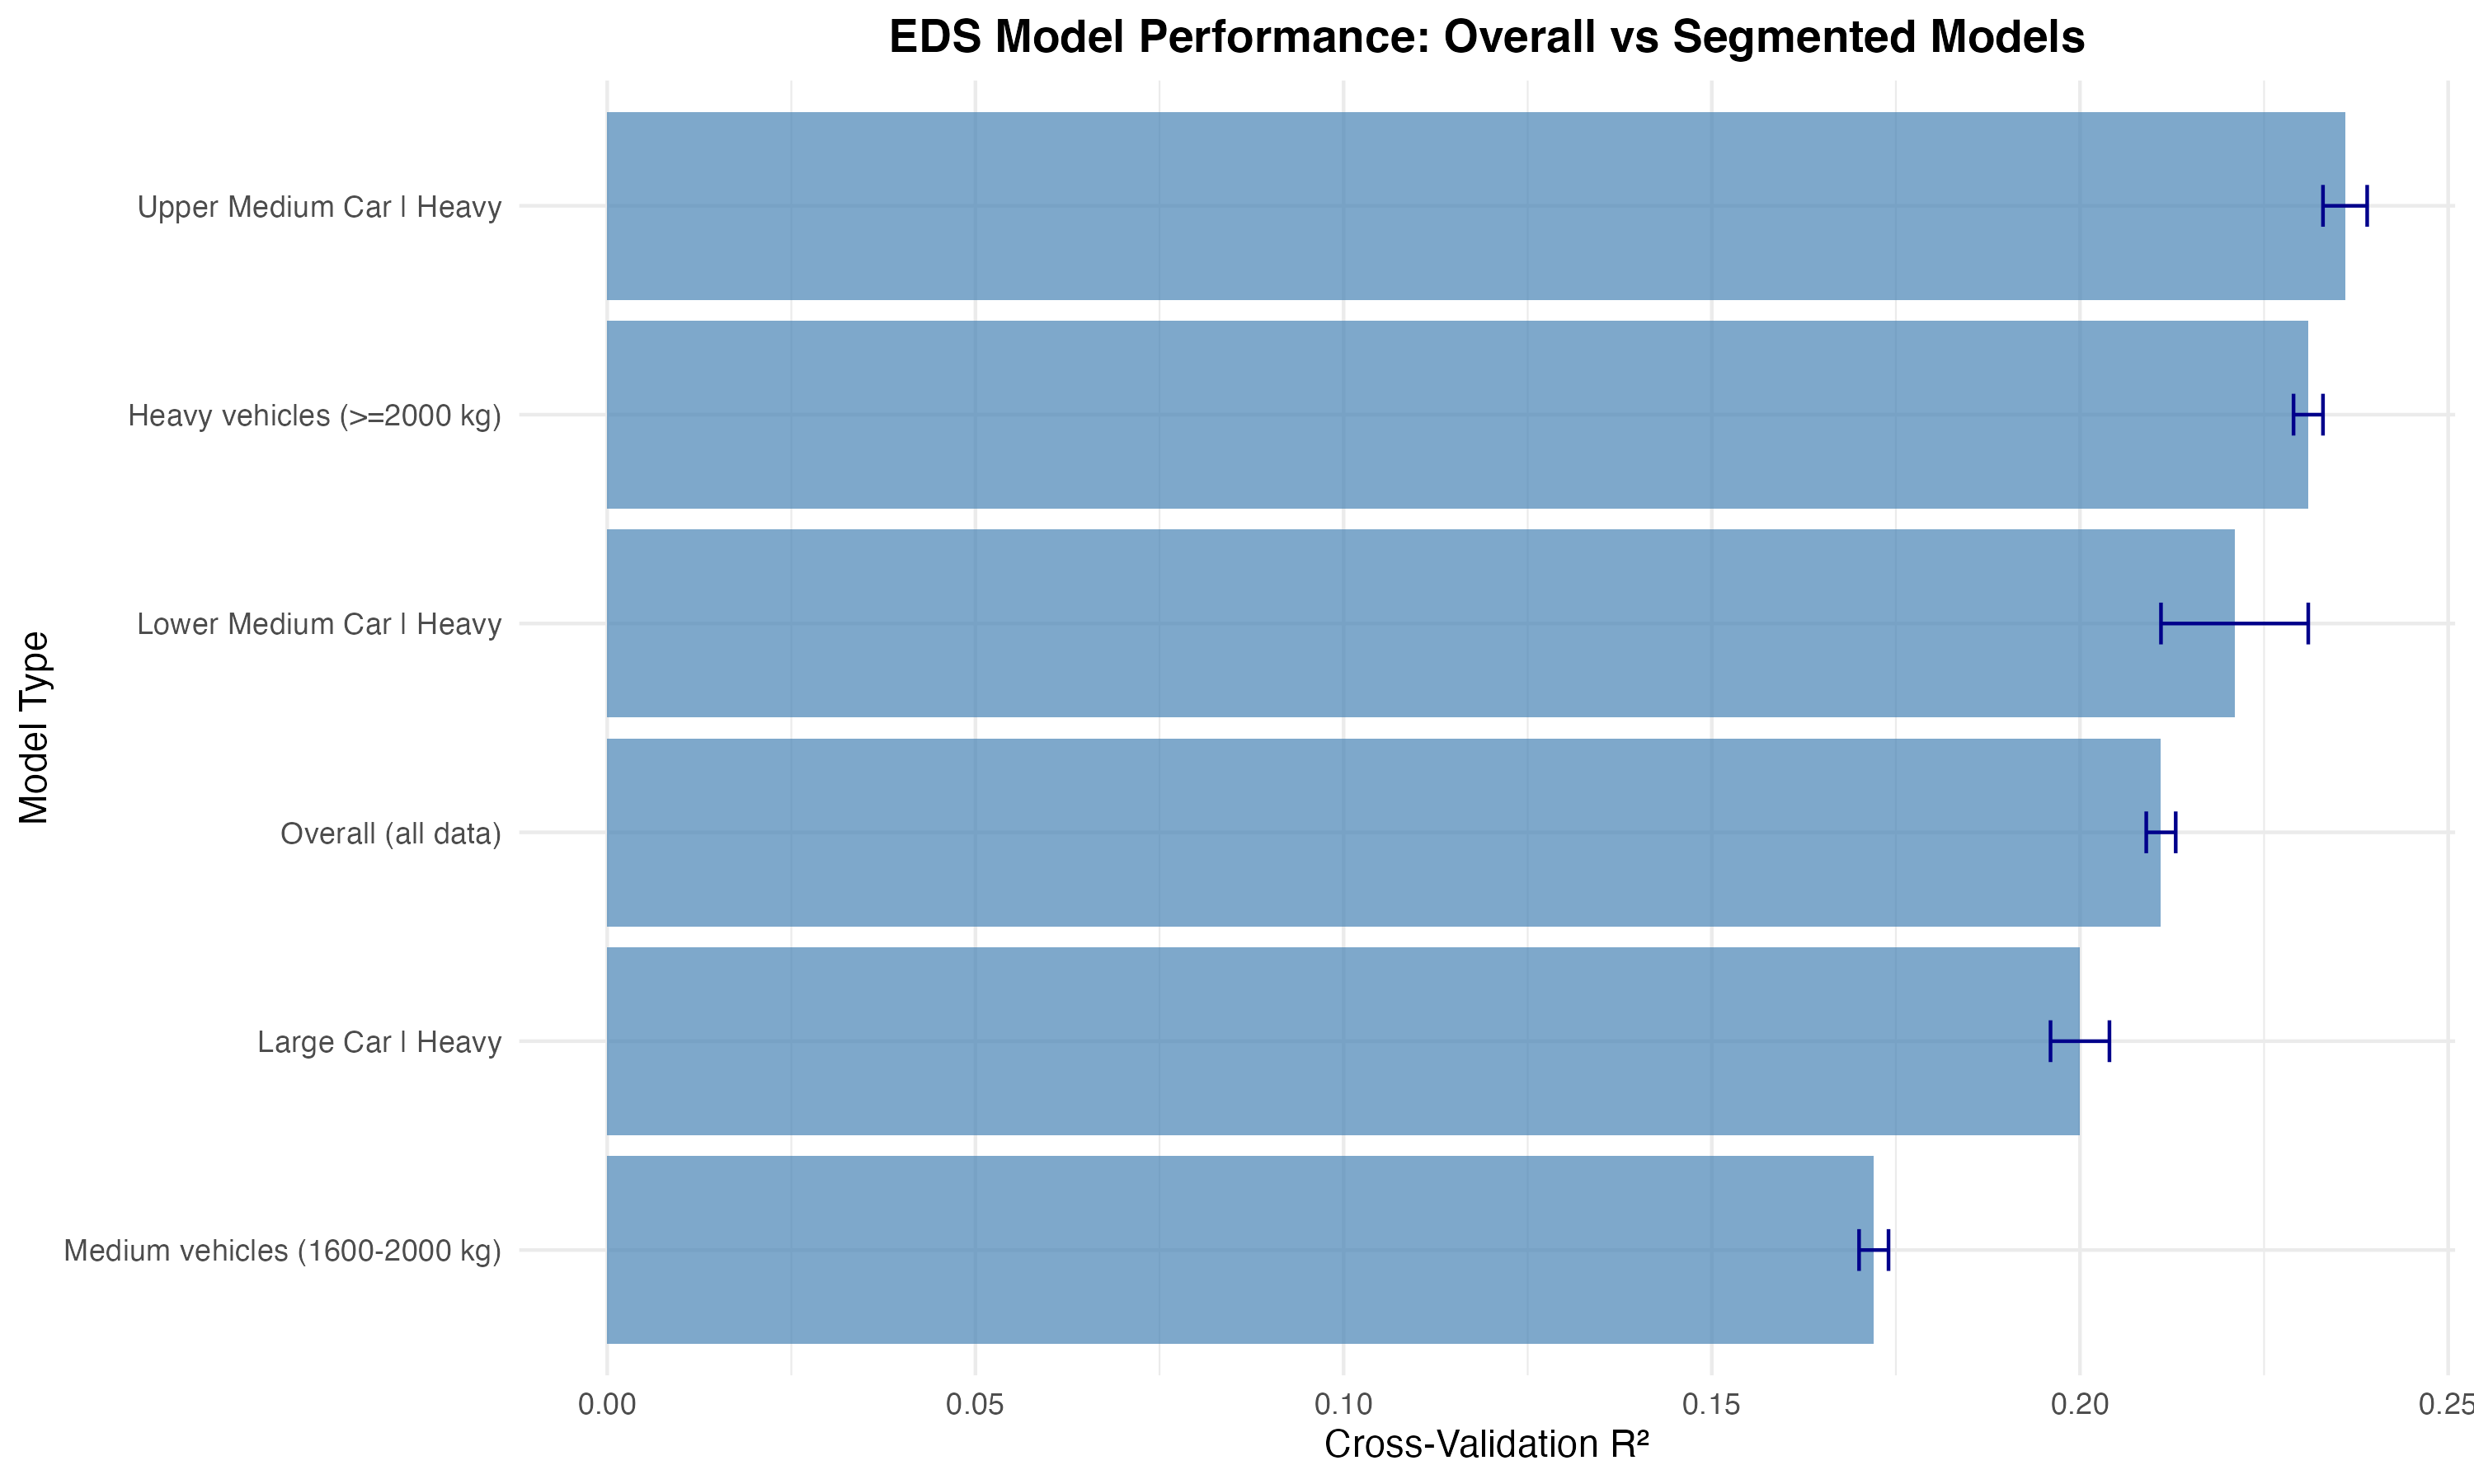 EDS Model Performance: Overall vs Segmented Models
Model Type
Upper Medium Car | Heavy
Heavy vehicles (>=2000 kg)
Lower Medium Car | Heavy
Overall (all data)
Large Car | Heavy
Medium vehicles (1600-2000 kg)
0.00 0.05 0.10 0.15 0.20 0.25
Cross-Validation R²